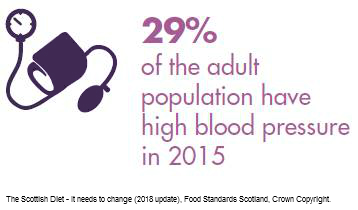 29%
of the adult
population have
high blood pressure
in 2015
The Scottish Diet - It needs to change (2018 update), Food Standards Scotland, Crown Copyright.